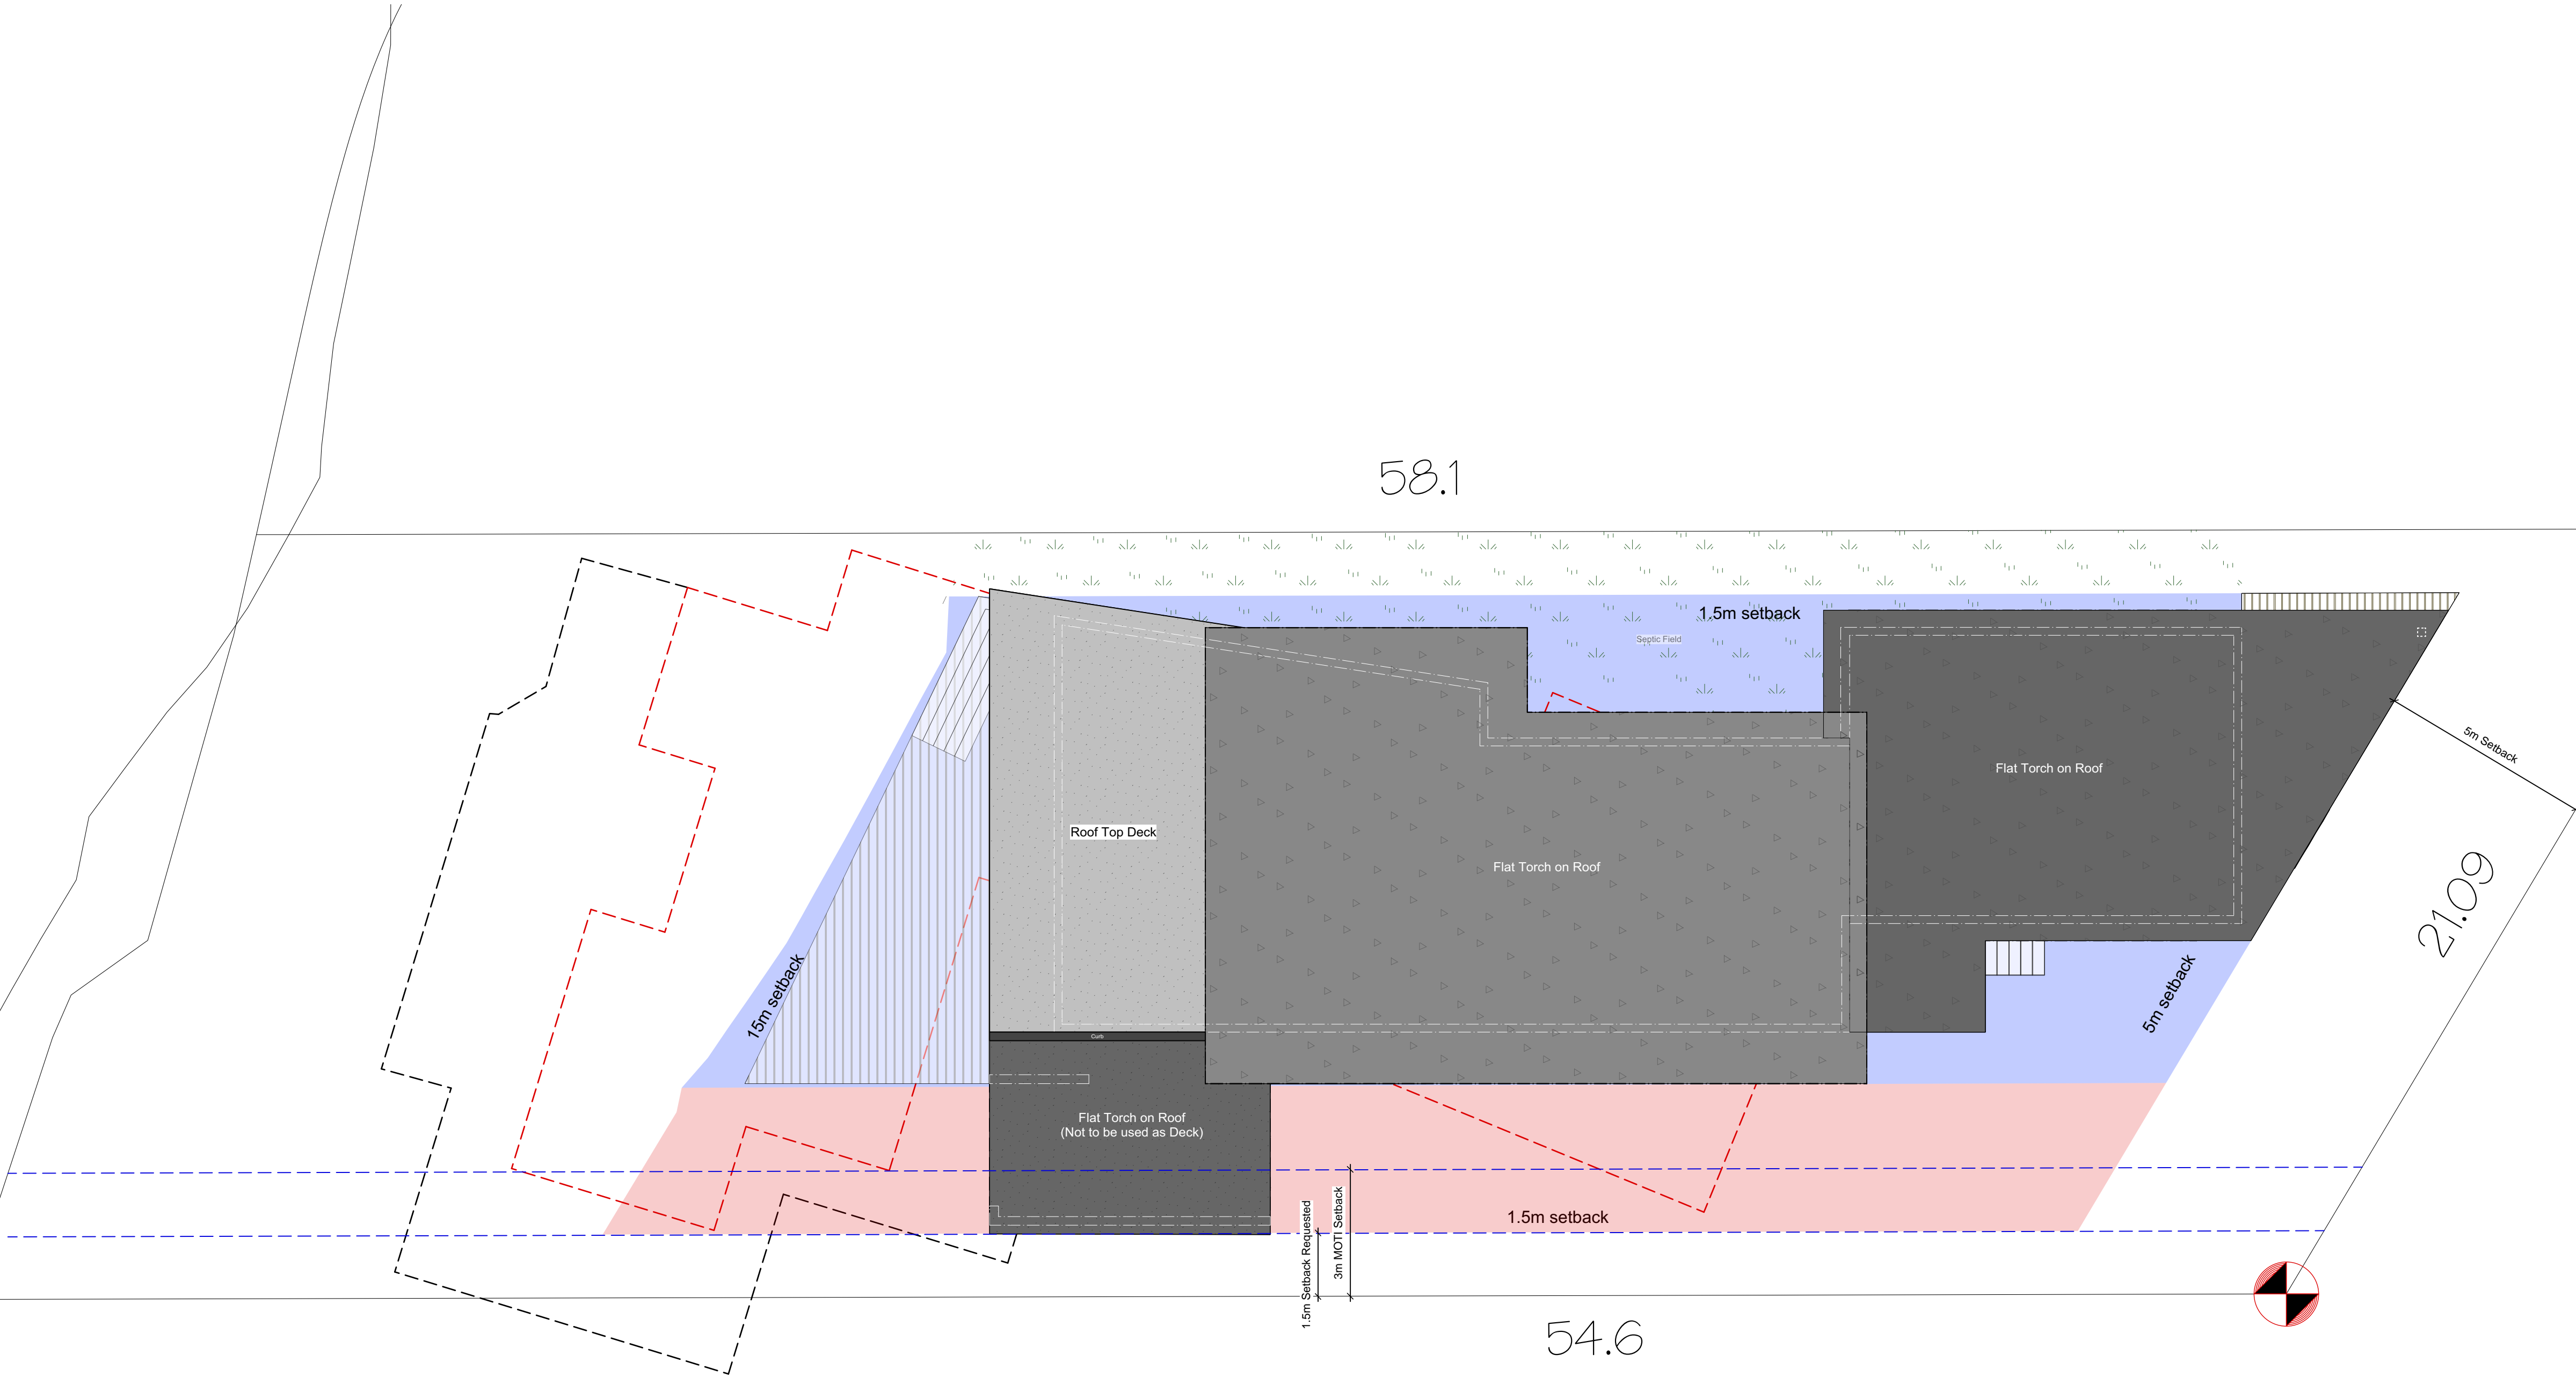 58.1
1.5m setback
Septic Field
5m Setback
Flat Torch on Roof
Roof Top Deck
Flat Torch on Roof
21.09
15m setback
5m setback
Curb
Flat Torch on Roof
(Not to be used as Deck)
1.5m Setback Requested
3m MOTI Setback
1.5m setback
54.6